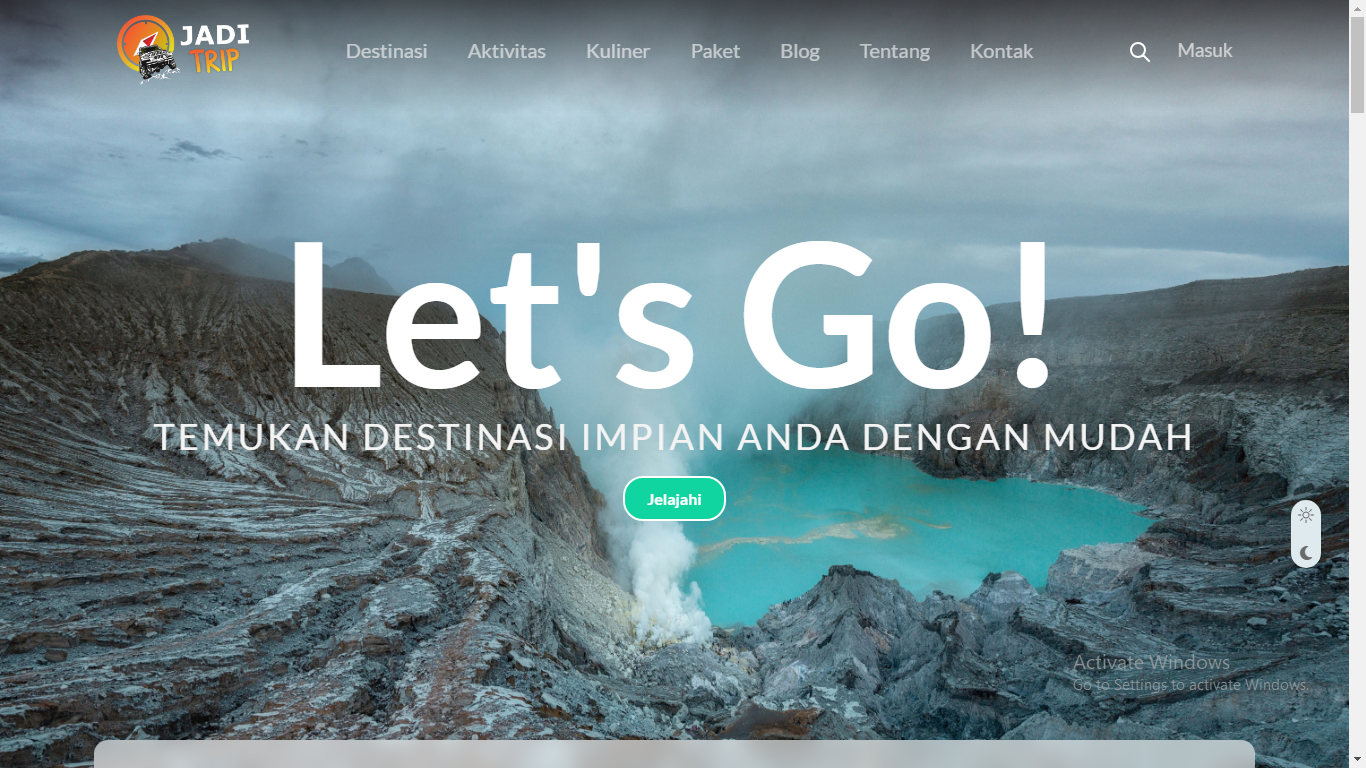 JADI
TRIP
Destinasi
Aktivitas
Kuliner
Paket
Blog
Tentang
Kontak
Masuk
Let's Go!
TEMUKAN DESTINASI IMPIAN ANDA DENGAN MUDAH
Jelajahi
Activate Windows
Go to Settings to activate Windows.